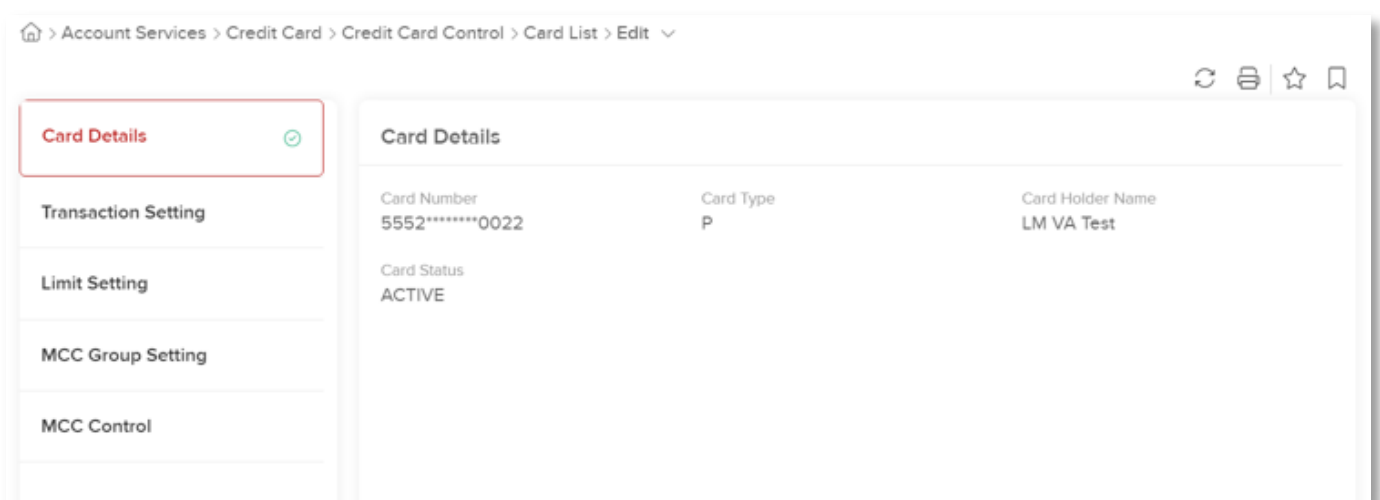 > Account Services > Credit Card > Credit Card Control > Card List > Edit
Card Details
Transaction Setting
Limit Setting
MCC Group Setting
MCC Control
Card Details
Card Number
5552********0022
Card Type
P
Card Holder Name
LM VA Test
Card Status
ACTIVE